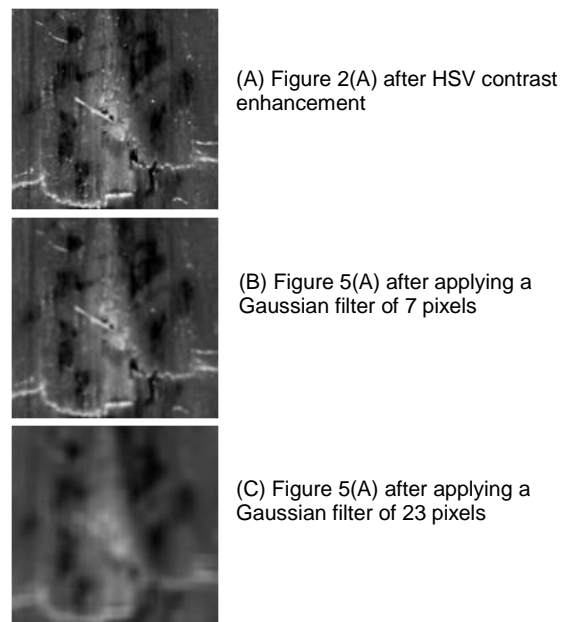 (A) Figure 2(A) after HSV contrast
enhancement
(B) Figure 5(A) after applying a
Gaussian filter of 7 pixels
(C) Figure 5(A) after applying a
Gaussian filter of 23 pixels